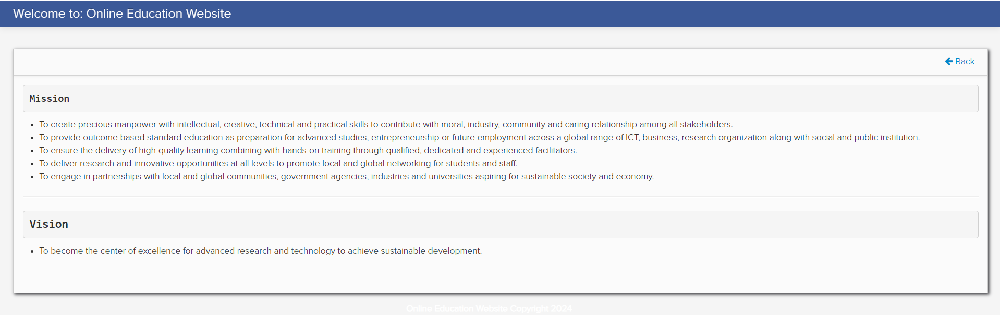 Welcome to: Online Education Website
Back
Mission
To create precious manpower with intellectual, creative, technical and practical skills to contribute with moral, industry, community and caring relationship among all stakeholders.
To provide outcome based standard education as preparation for advanced studies, entrepreneurship or future employment across a global range of ICT, business, research organization along with social and public institution.
To ensure the delivery of high-quality learning combining with hands-on training through qualified, dedicated and experienced facilitators.
To deliver research and innovative opportunities at all levels to promote local and global networking for students and staff.
To engage in partnerships with local and global communities, government agencies, industries and universities aspiring for sustainable society and economy.
Vision
To become the center of excellence for advanced research and technology to achieve sustainable development.
Online Education Website Copyright 2024